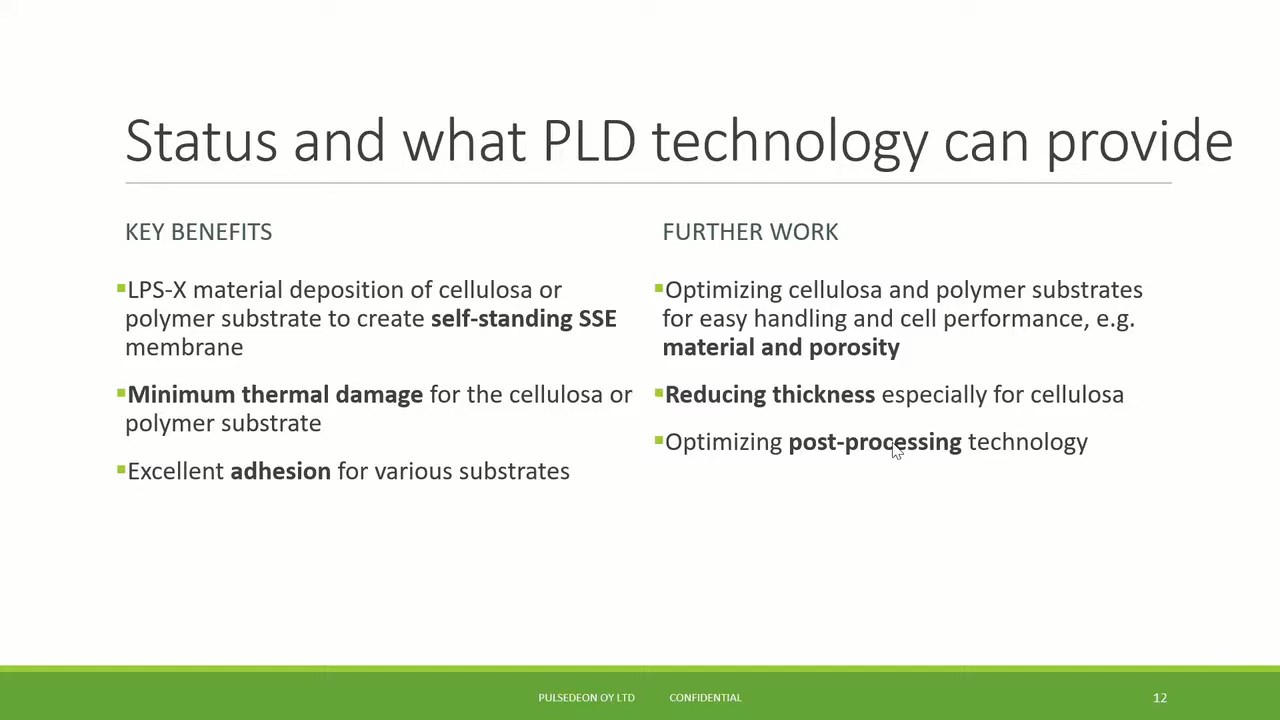 Status and what PLD technology can provide
KEY BENEFITS
▪LPS-X material deposition of cellulosa or
polymer substrate to create self-standing SSE
membrane
▪Minimum thermal damage for the cellulosa or
polymer substrate
▪Excellent adhesion for various substrates
FURTHER WORK
▪Optimizing cellulosa and polymer substrates
for easy handling and cell performance, e.g.
material and porosity
▪Reducing thickness especially for cellulosa
▪Optimizing post-processing technology
PULSEDEON OY LTD CONFIDENTIAL
12